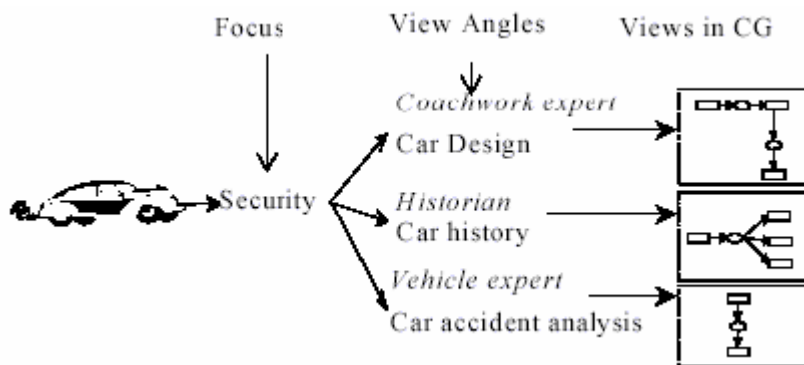 Focus
View Angles
Views in CG
Coachwork expert
Car Design
Security
Historian
Car history
Vehicle expert
Car accident analysis